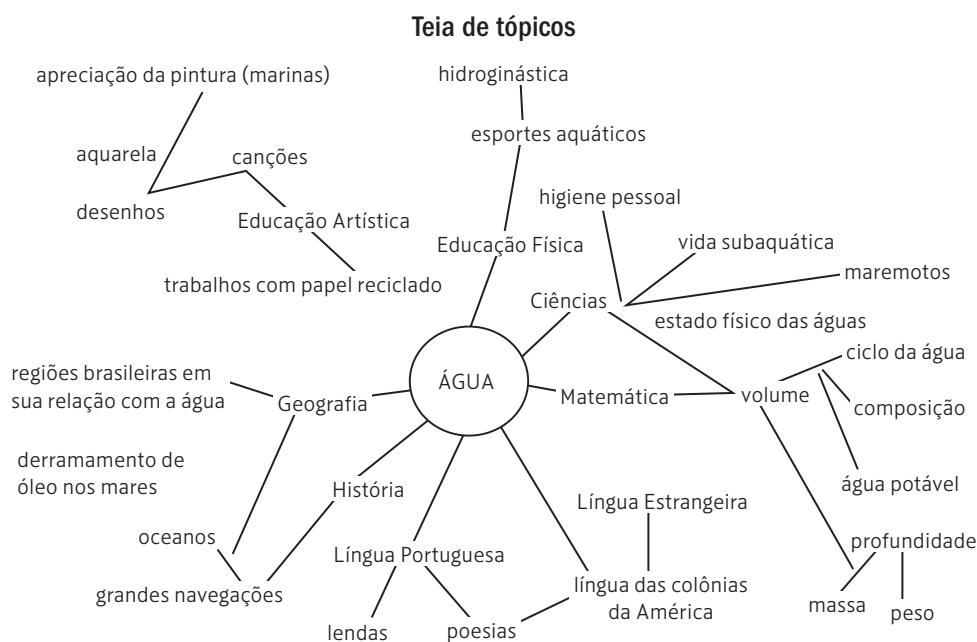 Teia de tópicos
apreciação da pintura (marinas)
hidroginástica
esportes aquáticos
aquarela
canções
desenhos
Educação Artística
trabalhos com papel reciclado
Educação Física
higiene pessoal
vida subaquática
maremotos
Ciências
estado físico das águas
ciclo da água
composição
água potável
regiões brasileiras em
sua relação com a água
Geografia
ÁGUA
Matemática
volume
derramamento de
óleo nos mares
História
Língua Estrangeira
oceanos
Língua Portuguesa
profundidade
grandes navegações
língua das colônias
da América
massa
peso
lendas
poesias